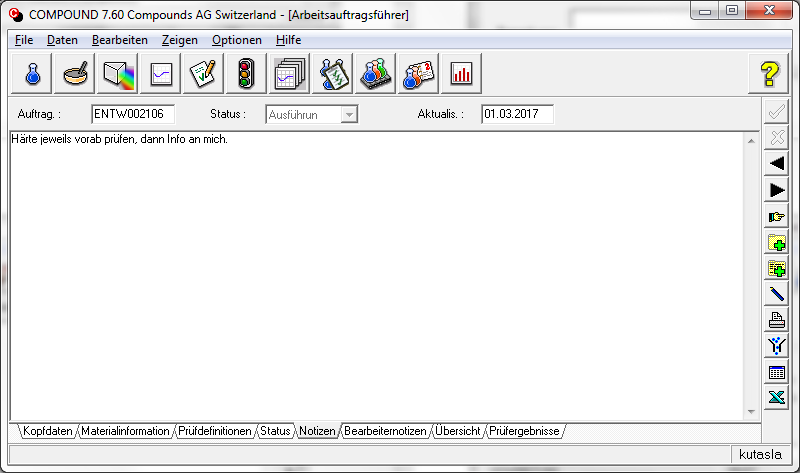 COMPOUND 7.60 Compounds AG Switzerland - [Arbeitsauftragsführer]
File Daten Bearbeiten Zeigen Optionen Hilfe
Auftrag. : ENTW002106 Status : Ausführun Aktualis. : 01.03.2017
Härte jeweils vorab prüfen, dann Info an mich.
Kopfdaten Materialinformation Prüfdefinitionen Status Notizen Bearbeiternotizen Übersicht Prüfergebnisse
kutasla